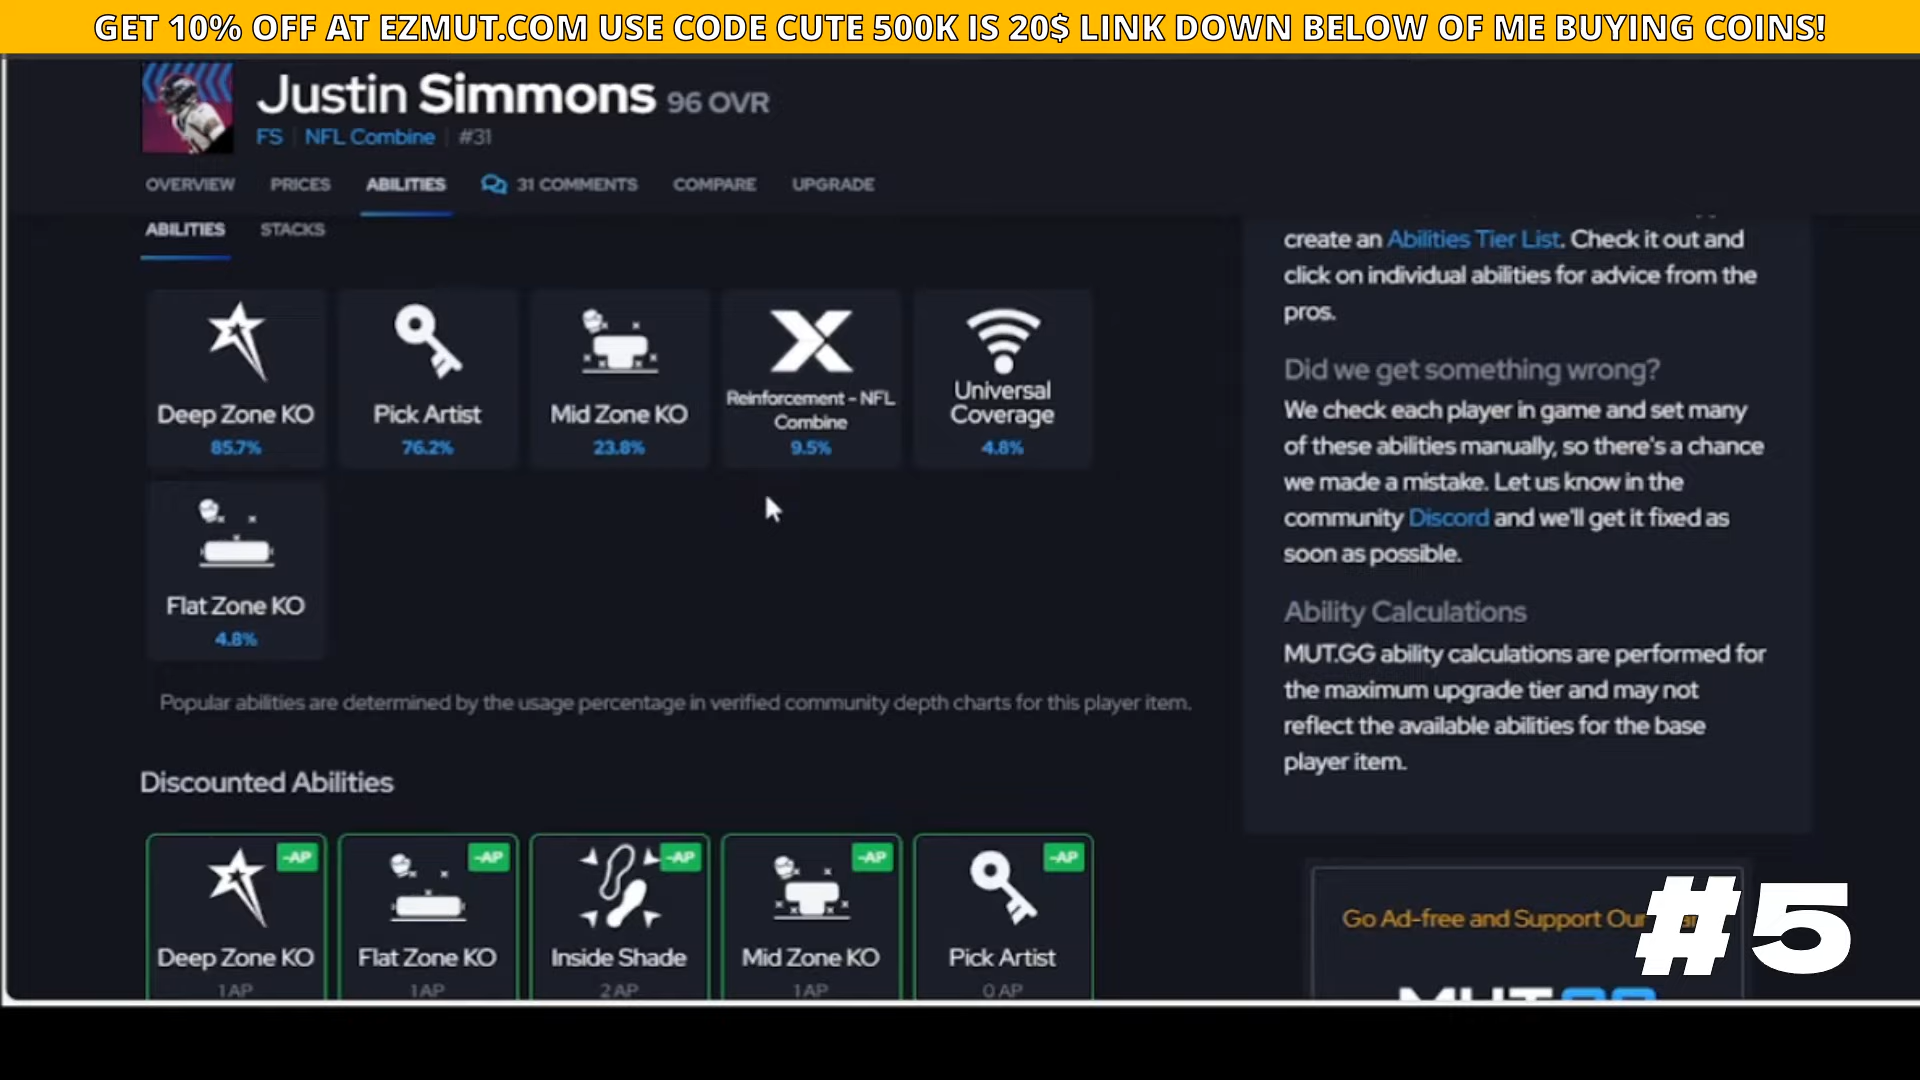 GET 10% OFF AT EZMUT.COM USE CODE CUTE 500K IS 20$ LINK DOWN BELOW OF ME BUYING COINS!
Justin Simmons 96 OVR
FS NFL Combine #31
OVERVIEW PRICES ABILITIES 31 COMMENTS COMPARE UPGRADE
ABILITIES STACKS
Deep Zone KO
85.7%
Pick Artist
76.2%
Mid Zone KO
23.8%
Reinforcement - NFL
Combine
9.5%
Universal
Coverage
4.8%
Flat Zone KO
4.8%
Popular abilities are determined by the usage percentage in verified community depth charts for this player item.
Discounted Abilities
-AP
Deep Zone KO
1 AP
-AP
Flat Zone KO
1 AP
-AP
Inside Shade
2 AP
-AP
Mid Zone KO
1 AP
-AP
Pick Artist
0 AP
create an Abilities Tier List. Check it out and
click on individual abilities for advice from the
pros.
Did we get something wrong?
We check each player in game and set many
of these abilities manually, so there's a chance
we made a mistake. Let us know in the
community Discord and we'll get it fixed as
soon as possible.
Ability Calculations
MUT.GG ability calculations are performed for
the maximum upgrade tier and may not
reflect the available abilities for the base
player item.
Go Ad-free and Support Our
#5